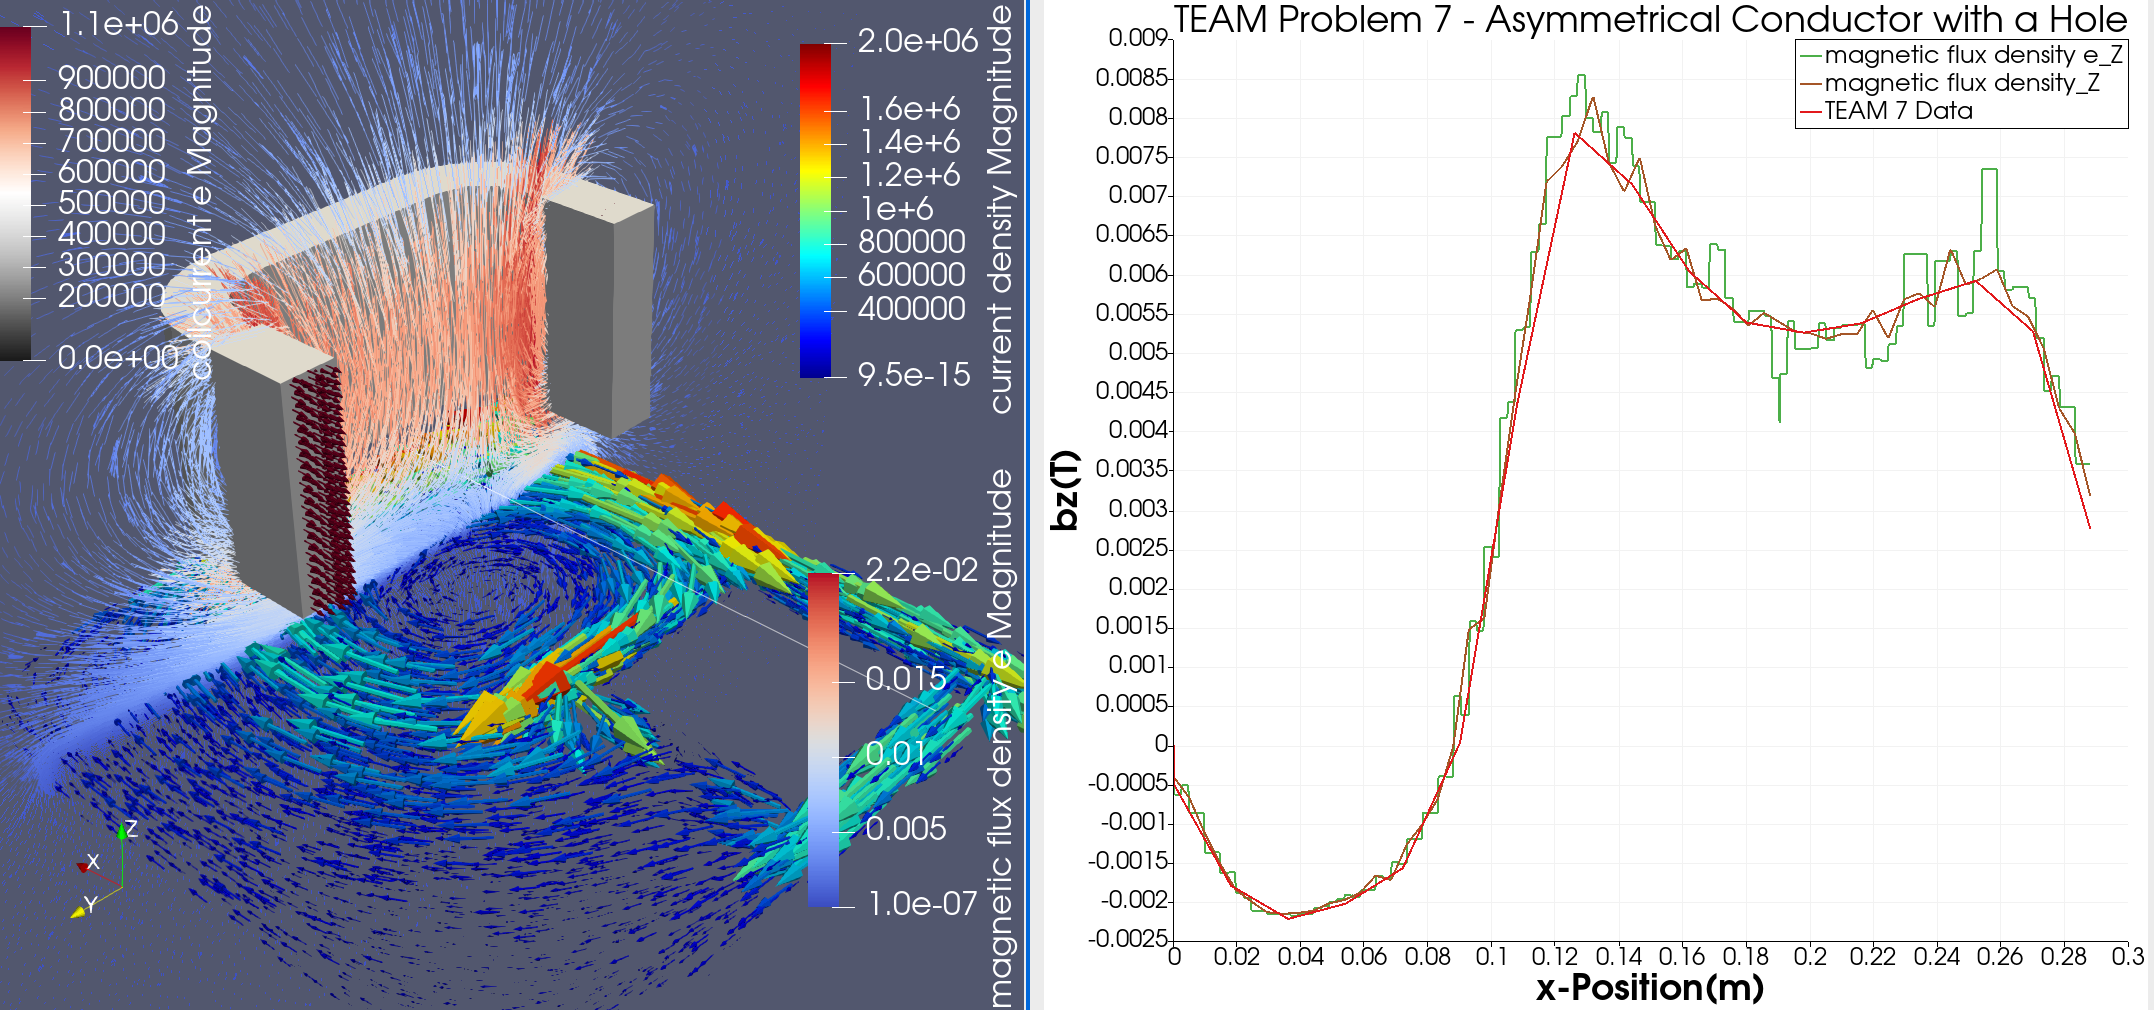 1.1e+06
900000
800000
700000
600000
500000
400000
300000
200000
0.0e+00
coilcurrent e Magnitude
2.0e+06
1.6e+6
1.4e+6
1.2e+6
1e+6
800000
600000
400000
9.5e-15
current density Magnitude
2.2e-02
0.015
0.01
0.005
1.0e-07
magnetic flux density e Magnitude
Z
X
Y
TEAM Problem 7 - Asymmetrical Conductor with a Hole
magnetic flux density e_Z
magnetic flux density_Z
TEAM 7 Data
bz(T)
0.009
0.0085
0.008
0.0075
0.007
0.0065
0.006
0.0055
0.005
0.0045
0.004
0.0035
0.003
0.0025
0.002
0.0015
0.001
0.0005
0
-0.0005
-0.001
-0.0015
-0.002
-0.0025
0 0.02 0.04 0.06 0.08 0.1 0.12 0.14 0.16 0.18 0.2 0.22 0.24 0.26 0.28 0.3
x-Position(m)